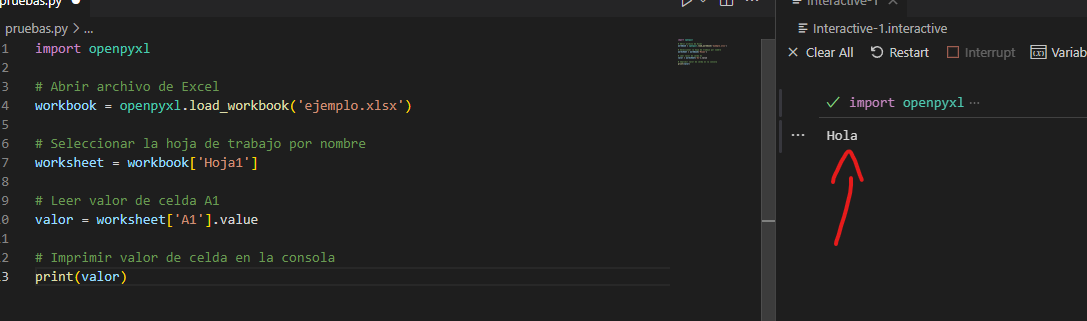 pruebas.py
pruebas.py > ...
1 import openpyxl
2
3 # Abrir archivo de Excel
4 workbook = openpyxl.load_workbook('ejemplo.xlsx')
5
6 # Seleccionar la hoja de trabajo por nombre
7 worksheet = workbook['Hoja1']
8
9 # Leer valor de celda A1
0 valor = worksheet['A1'].value
1
2 # Imprimir valor de celda en la consola
3 print(valor)
Interactive-1
Interactive-1.interactive
Clear All Restart Interrupt Variab
import openpyxl ...
Hola